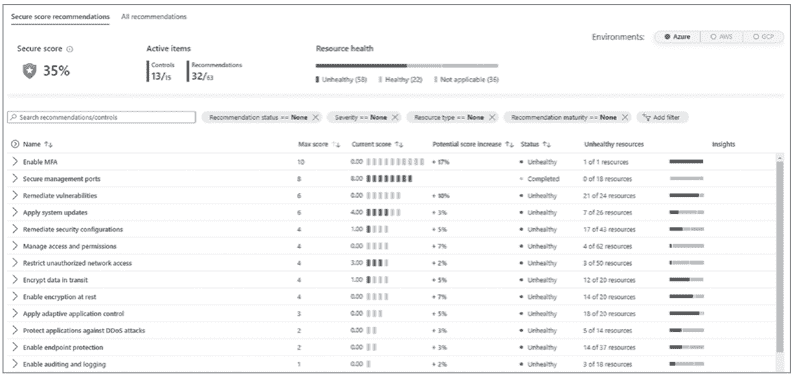 Secure score recommendations All recommendations
Environments: Azure AWS GCP
Secure score Active items Resource health
35% Controls 13/15 Recommendations 32/63
Unhealthy (58) Healthy (22) Not applicable (36)
Search recommendations/controls Recommendation status == None Severity == None Resource type == None Recommendation maturity == None Add filter
Name Max score Current score Potential score increase Status Unhealthy resources Insights
Enable MFA 10 0.00 + 17% Unhealthy 1 of 1 resources
Secure management ports 8 8.00 Completed 0 of 18 resources
Remediate vulnerabilities 6 0.00 + 10% Unhealthy 21 of 24 resources
Apply system updates 6 4.00 + 3% Unhealthy 7 of 26 resources
Remediate security configurations 4 1.00 + 5% Unhealthy 17 of 43 resources
Manage access and permissions 4 0.00 + 7% Unhealthy 4 of 62 resources
Restrict unauthorized network access 4 3.00 + 2% Unhealthy 3 of 50 resources
Encrypt data in transit 4 1.00 + 5% Unhealthy 12 of 20 resources
Enable encryption at rest 4 0.00 + 7% Unhealthy 14 of 20 resources
Apply adaptive application control 3 0.00 + 5% Unhealthy 18 of 20 resources
Protect applications against DDoS attacks 2 0.00 + 3% Unhealthy 5 of 14 resources
Enable endpoint protection 2 0.00 + 3% Unhealthy 14 of 37 resources
Enable auditing and logging 1 0.00 + 2% Unhealthy 3 of 18 resources